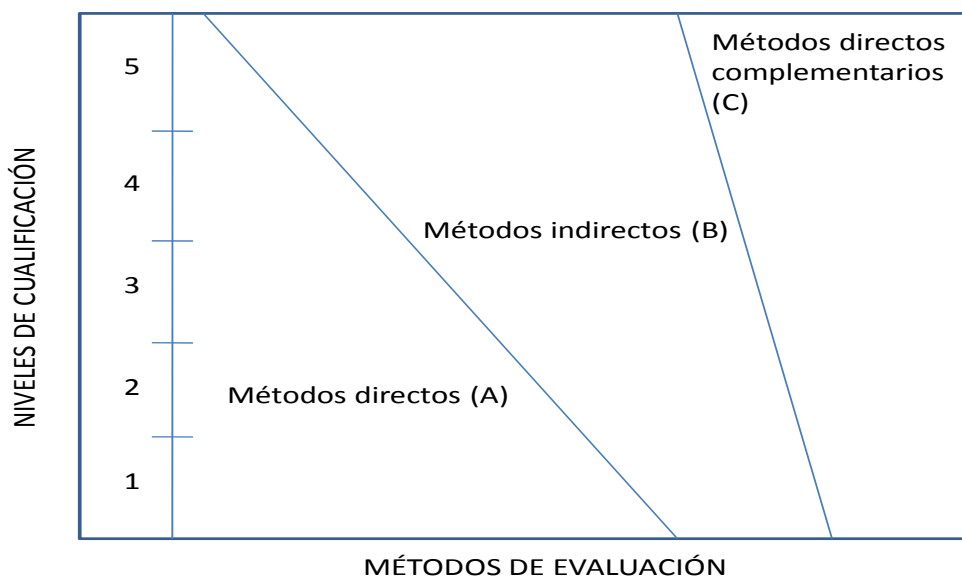 Métodos directos
complementarios
(C)
5
4
Métodos indirectos (B)
3
2
Métodos directos (A)
1
NIVELES DE CUALIFICACIÓN
MÉTODOS DE EVALUACIÓN